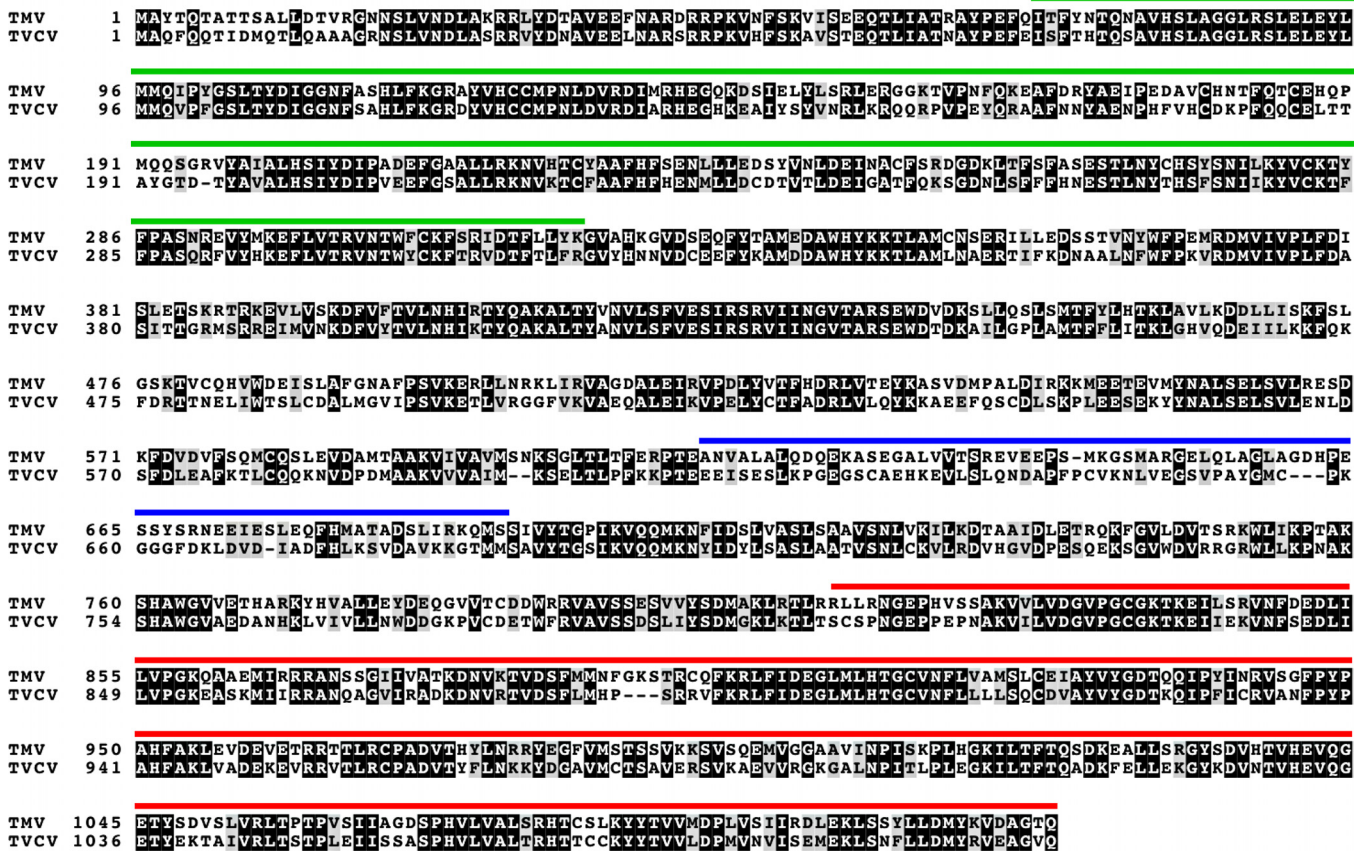 TMV 1 MAYTQTATTSALLDTVRGNNSLVNDLAKRRLYDTAVEEFNARDRRPKVNFSKVISEEQTLIATRAYPEFQITFYNTQNAVHSLAGGLRSLELEYL
TVCV 1 MAQFQQTIDMQTLQAAAGRNSLVNDLASRRVYDNAVEELNARSRRPKVHFSKAVSTEQTLIATNAYPEFEISFTHTQSAVHSLAGGLRSLELEYL
TMV 96 MMQIPYGSLTYDIGGNFASHLFKGRAYVHCCMPNLDVRDIMRHEGQKDSIELYLSRLERGGKTVPNFQKEAFDRYAEIPEDAVCHNTFQTCEHQP
TVCV 96 MMQVPFGSLTYDIGGNFSAHLFKGRDYVHCCMPNLDVRDIARHEGHKEAIYSYVNRLKRQQRPVPEYQRAAFNNYAENPHFVHCDKPFQQCELTT
TMV 191 MQQSGRVYAIALHSIYDIPADEFGAALLRKNVHTCYAAFHFSENLLLEDSYVNLDEINACFSRDGDKLTFSFASESTLNYCHSYSNILKYVCKTY
TVCV 191 AYGTD-TYAVALHSIYDIPVEEFGSALLRKNVKTCFAAFHFHENMLLDCDTVTLDEIGATFQKSGDNLSFFFHNESTLNYTHSFSNIIKYVCKTF
TMV 286 FPASNREVYMKEFLVTRVNTWFCKFSRIDTFLLYKGVAHKGVDSEQFYTAMEDAWHYKKTLAMCNSERILLEDSSTVNYWFPEMRDMVIVPLFDI
TVCV 285 FPASQRFVYHKEFLVTRVNTWYCKFTRVDTFTLFRGVYHNNVDCEEFYKAMDDAWHYKKTLAMLNAERTIFKDNAALNFWFPKVRDMVIVPLFDA
TMV 381 SLETSKRTRKEVLVSKDFVFTVLNHIRTYQAKALTYVNVLSFVESIRSRVIINGVTARSEWDVDKSLLQSLSMTFYLHTKLAVLKDDLLISKFSL
TVCV 380 SITTGRMSRREIMVNKDFVYTVLNHIKTYQAKALTYANVLSFVESIRSRVIINGVTARSEWDTDKAILGPLAMTFFLITKLGHVQDEIILKKFQK
TMV 476 GSKTVCQHVWDEISLAFGNAFPSVKERLLNRKLIRVAGDALEIRVPDLYVTFHDRLVTEYKASVDMPALDIRKKMEETEVMYNALSELSVLRESD
TVCV 475 FDRTTNELIWTSLCDALMGVIPSVKETLVRGGFVKVAEQALEIKVPELYCTFADRLVLQYKKAEEFQSCDLSKPLEESEKYYNALSELSVLENLD
TMV 571 KFDVDVFSQMCQSLEVDAMTAAKVIVAVMSNKSGLTLTFERPTEANVALALQDQEKASEGALVVTSREVEEPS-MKGSMARGELQLAGLAGDHPE
TVCV 570 SFDLEAFKTLCQQKNVDPDMAAKVVVAIM--KSELTLPFKKPTEEEISESLKPGEGSCAEHKEVLSLQNDAPFPCVKNLVEGSVPAYGMC---PK
TMV 665 SSYSRNEEIESLEQFHMATADSLIRKQMSSIVYTGPIKVQQMKNFIDSLVASLSAAVSNLVKILKDTAAIDLETRQKFGVLDVTSRKWLIKPTAK
TVCV 660 GGGFDKLDVD-IADFHLKSVDAVKKGTMMSAVYTGSIKVQQMKNYIDYLSASLAATVSNLCKVLRDVHGVDPESQEKSGVWDVRRGRWLLKPNAK
TMV 760 SHAWGVVETHARKYHVALLEYDEQGVVTCDDWRRVAVSSESVVYSDMAKLRTLRRLLRNGEPHVSSAKVVLVDGVPGCGKTKEILSRVNFDEDLI
TVCV 754 SHAWGVAEDANHKLVIVLLNWDDGKPVCDETWFRVAVSSDSLIYSDMGKLKTLTSCSPNGEPPEPNAKVILVDGVPGCGKTKEIIEKVNFSEDLI
TMV 855 LVPGKQAAEMIRRRANSSGIIVATKDNVKTVDSFMMNFGKSTRCQFKRLFIDEGLMLHTGCVNFLVAMSLCEIAYVYGDTQQIPYINRVSGFPYP
TVCV 849 LVPGKEASKMIIRRANQAGVIRADKDNVRTVDSFLMHP---SRRVFKRLFIDEGLMLHTGCVNFLLLLSQCDVAYVYGDTKQIPFICRVANFPYP
TMV 950 AHFAKLEVDEVETRRTTLRCPADVTHYLNRRYEGFVMSTSSVKKSVSQEMVGGAAVINPISKPLHGKILTFTQSDKEALLSRGYSDVHTVHEVQG
TVCV 941 AHFAKLVADEKEVRRVTLRCPADVTYFLNKKYDGAVMCTSAVERSVKAEVVRGKGALNPITLPLEGKILTFTQADKFELLEKGYKDVNTVHEVQG
TMV 1045 ETYSDVSLVRLTPTPVSIIAGDSPHVLVALSRHTCSLKYYTVVMDPLVSIIRDLEKLSSYLLDMYKVDAGTQ
TVCV 1036 ETYEKTAIVRLTSTPLEIISSASPHVLVALTRHTTCCKYYTVVLDPMVNVISEMEKLSNFLLDMYRVEAGVQ